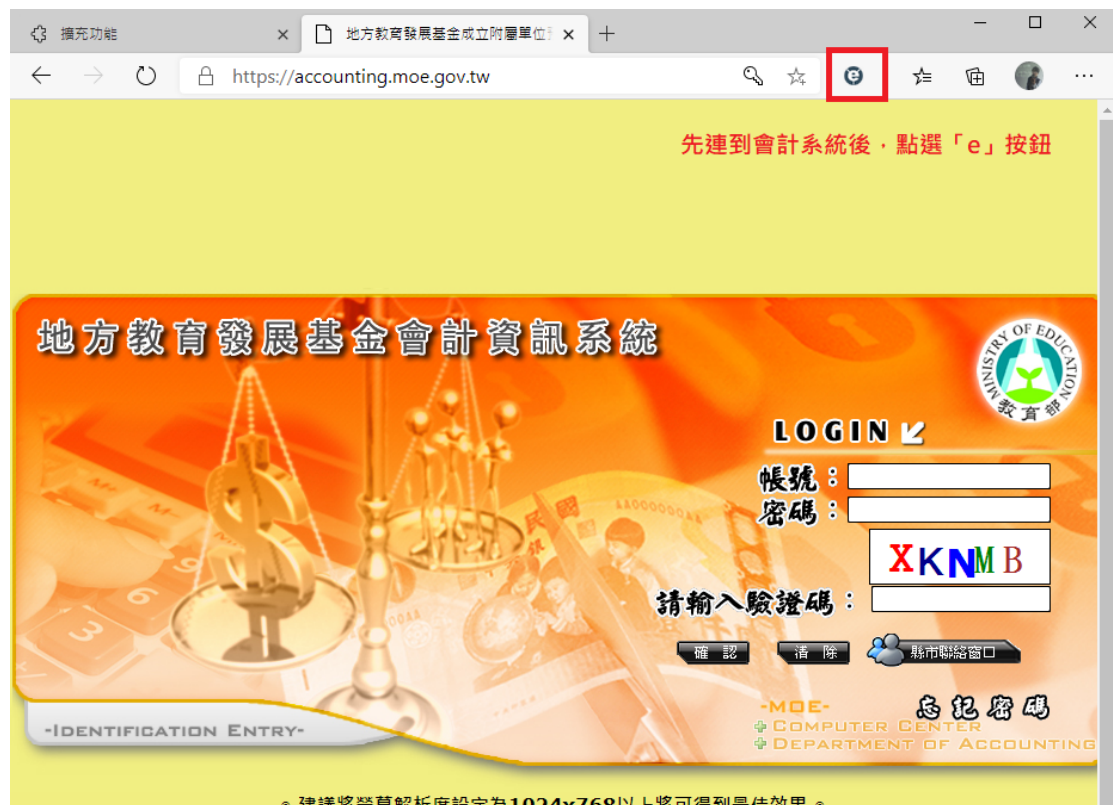 擴充功能
地方教育發展基金成立附屬單位
https://accounting.moe.gov.tw
先連到會計系統後，點選「e」按鈕
地方教育發展基金會計資訊系統
MINISTRY OF EDUCATION
教育部
LOGIN
帳號：
密碼：
XKNMB
請輸入驗證碼：
確認
清除
縣市聯絡窗口
忘記密碼
-MOE-
COMPUTER CENTER
DEPARTMENT OF ACCOUNTING
-IDENTIFICATION ENTRY-
建議將螢幕解析度設定為1024x768以上將可得到最佳效果